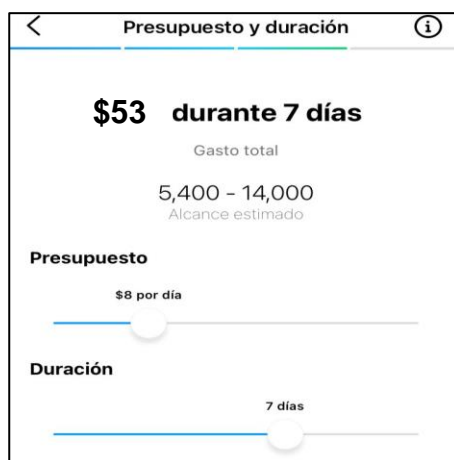 Presupuesto y duración
$53 durante 7 días
Gasto total
5,400 - 14,000
Alcance estimado
Presupuesto
$8 por día
Duración
7 días